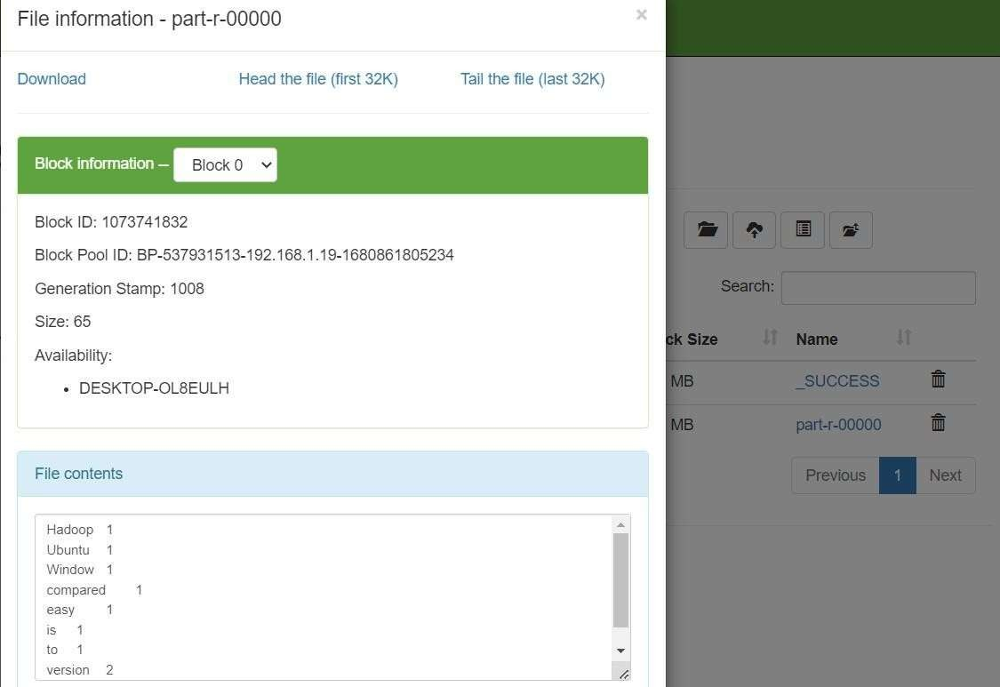 File information - part-r-00000
×
Download Head the file (first 32K) Tail the file (last 32K)
Block information -- Block 0
Block ID: 1073741832
Block Pool ID: BP-537931513-192.168.1.19-1680861805234
Generation Stamp: 1008
Size: 65
Availability:
• DESKTOP-OL8EULH
File contents
Hadoop 1
Ubuntu 1
Window 1
compared 1
easy 1
is 1
to 1
version 2
Search:
ck Size Name
MB _SUCCESS
MB part-r-00000
Previous 1 Next